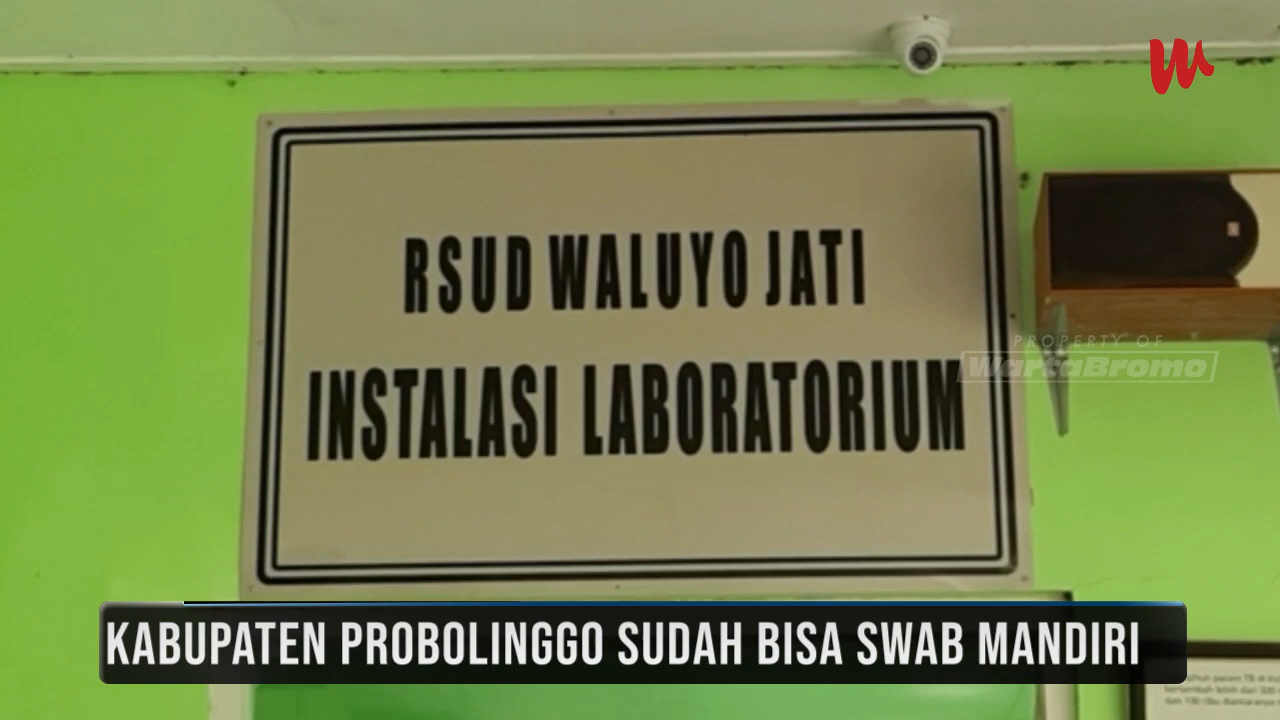 RSUD WALUYO JATI
INSTALASI LABORATORIUM
PROPERTY OF
WartaBromo
KABUPATEN PROBOLINGGO SUDAH BISA SWAB MANDIRI